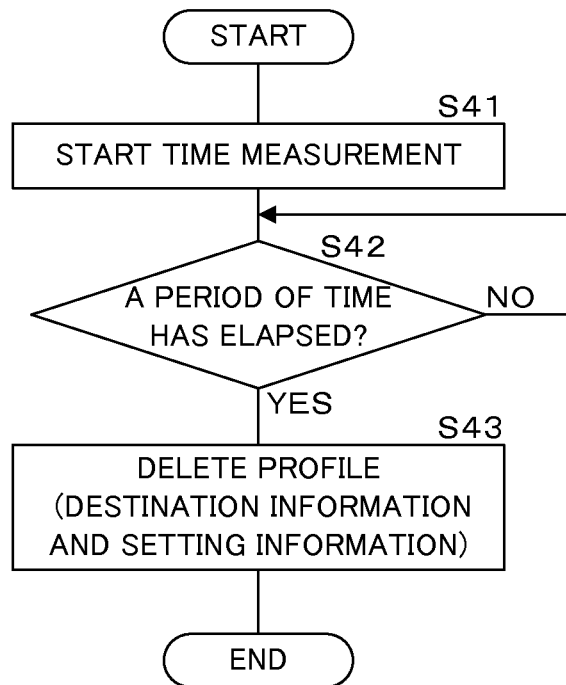 START
S41
START TIME MEASUREMENT
S42
A PERIOD OF TIME
HAS ELAPSED?
NO
YES
S43
DELETE PROFILE
(DESTINATION INFORMATION
AND SETTING INFORMATION)
END